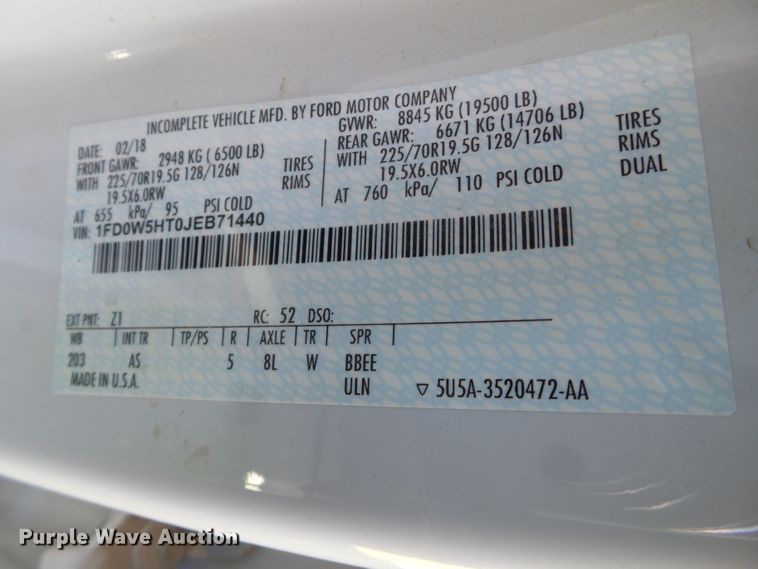 INCOMPLETE VEHICLE MFD. BY FORD MOTOR COMPANY
DATE: 02/18 GVWR: 8845 KG (19500 LB)
FRONT GAWR: 2948 KG ( 6500 LB) REAR GAWR: 6671 KG (14706 LB)
WITH 225/70R19.5G 128/126N TIRES WITH 225/70R19.5G 128/126N TIRES
19.5X6.0RW RIMS 19.5X6.0RW RIMS
AT 655 kPa/ 95 PSI COLD AT 760 kPa/ 110 PSI COLD DUAL
VIN: 1FD0W5HT0JEB71440
EXT PNT: Z1 RC: 52 DSO:
WB INT TR TP/PS R AXLE TR SPR
203 AS 5 8L W BBEE
MADE IN U.S.A. ULN ▽ 5U5A-3520472-AA
Purple Wave Auction